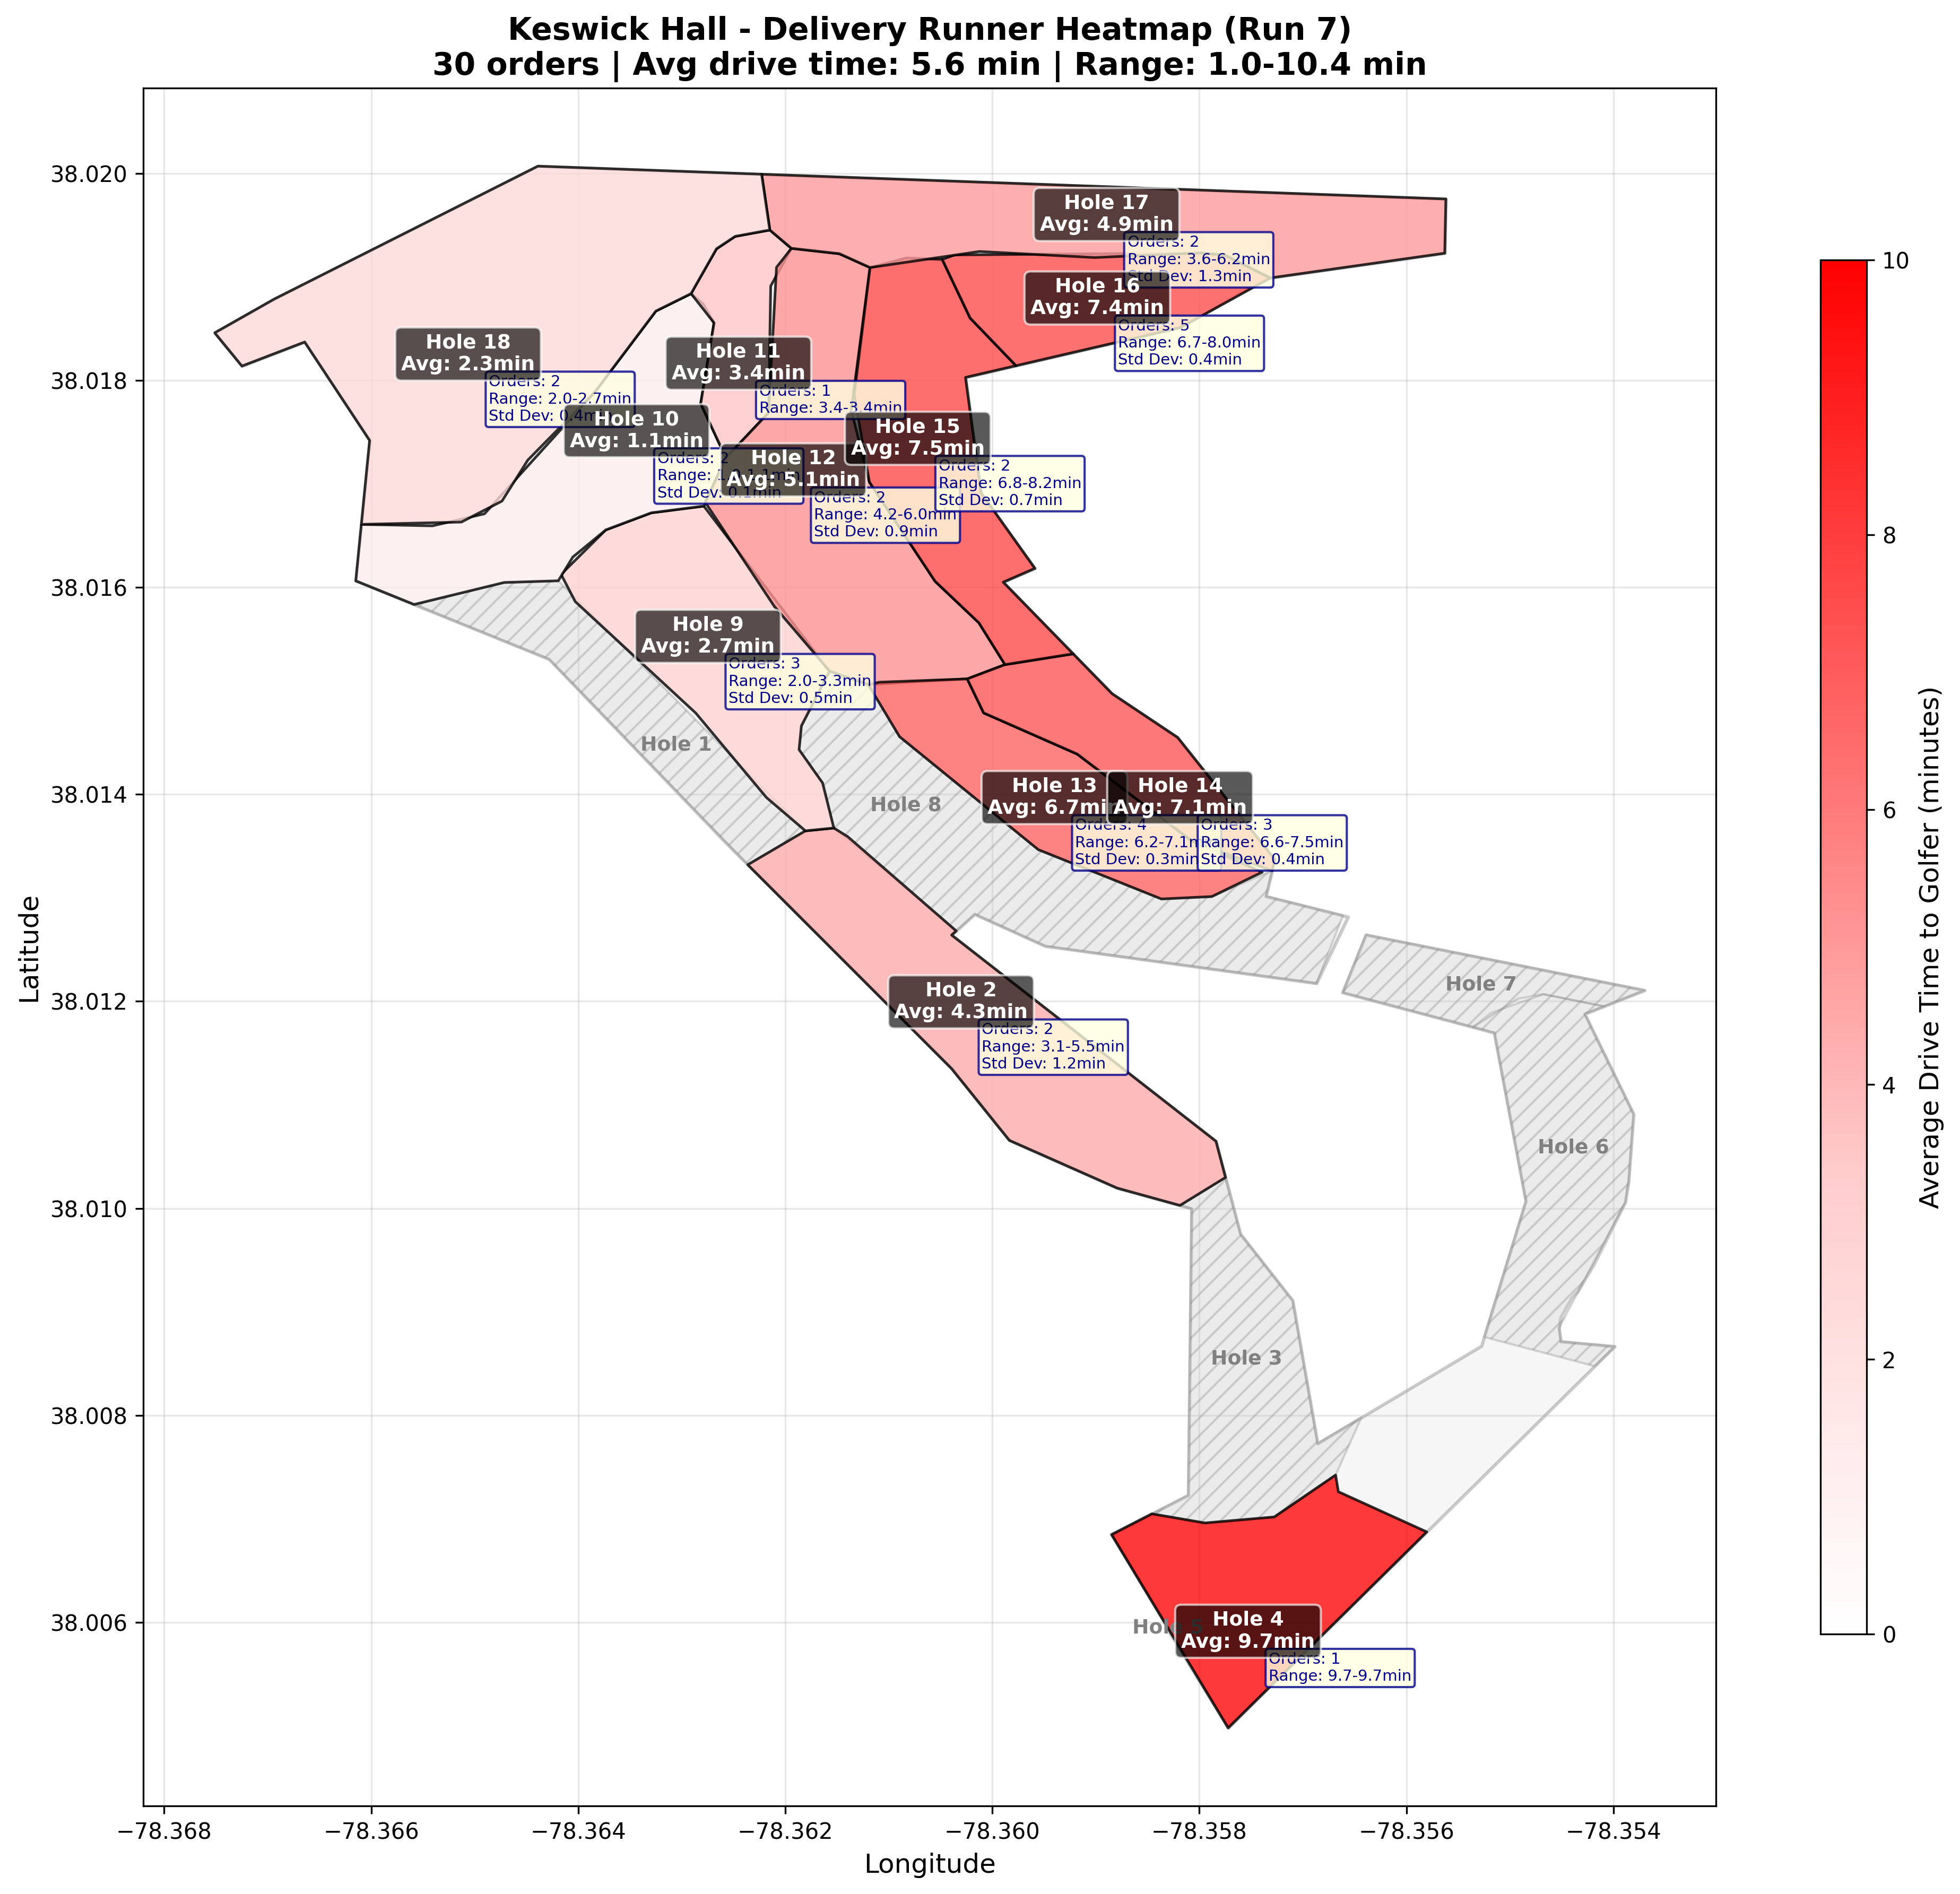 Keswick Hall - Delivery Runner Heatmap (Run 7)
30 orders | Avg drive time: 5.6 min | Range: 1.0-10.4 min
Hole 17
Avg: 4.9min
Orders: 2
Range: 3.6-6.2min
Std Dev: 1.3min
Hole 16
Avg: 7.4min
Orders: 5
Range: 6.7-8.0min
Std Dev: 0.4min
Hole 18
Avg: 2.3min
Orders: 2
Range: 2.0-2.7min
Std Dev: 0.4min
Hole 11
Avg: 3.4min
Orders: 1
Range: 3.4-3.4min
Hole 10
Avg: 1.1min
Orders: 2
Range:
Std Dev: 0.1min
Hole 15
Avg: 7.5min
Orders: 2
Range: 6.8-8.2min
Std Dev: 0.7min
Hole 12
Avg: 5.1min
Orders: 2
Range: 4.2-6.0min
Std Dev: 0.9min
Hole 9
Avg: 2.7min
Orders: 3
Range: 2.0-3.3min
Std Dev: 0.5min
Hole 1
Hole 8
Hole 13
Avg: 6.7min
Orders: 4
Range: 6.2-7.1m
Std Dev: 0.3min
Hole 14
Avg: 7.1min
Orders: 3
Range: 6.6-7.5min
Std Dev: 0.4min
Hole 2
Avg: 4.3min
Orders: 2
Range: 3.1-5.5min
Std Dev: 1.2min
Hole 7
Hole 6
Hole 3
Hole 5
Hole 4
Avg: 9.7min
Orders: 1
Range: 9.7-9.7min
38.020
38.018
38.016
38.014
38.012
38.010
38.008
38.006
Latitude
−78.368
−78.366
−78.364
−78.362
−78.360
−78.358
−78.356
−78.354
Longitude
10
8
6
4
2
0
Average Drive Time to Golfer (minutes)